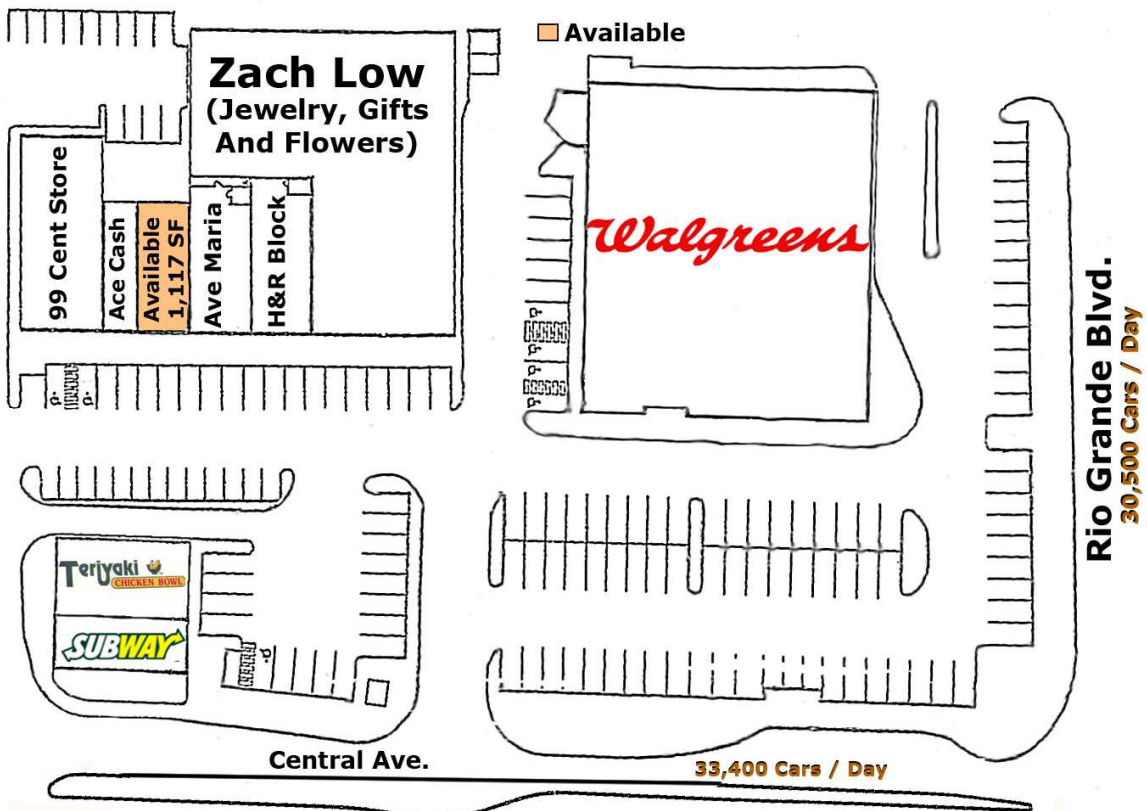 Available
Zach Low
(Jewelry, Gifts
And Flowers)
99 Cent Store
Ace Cash
Available
1,117 SF
Ave Maria
H&R Block
Walgreens
Rio Grande Blvd.
30,500 Cars / Day
Teriyaki
CHICKEN BOWL
SUBWAY
Central Ave.
33,400 Cars / Day